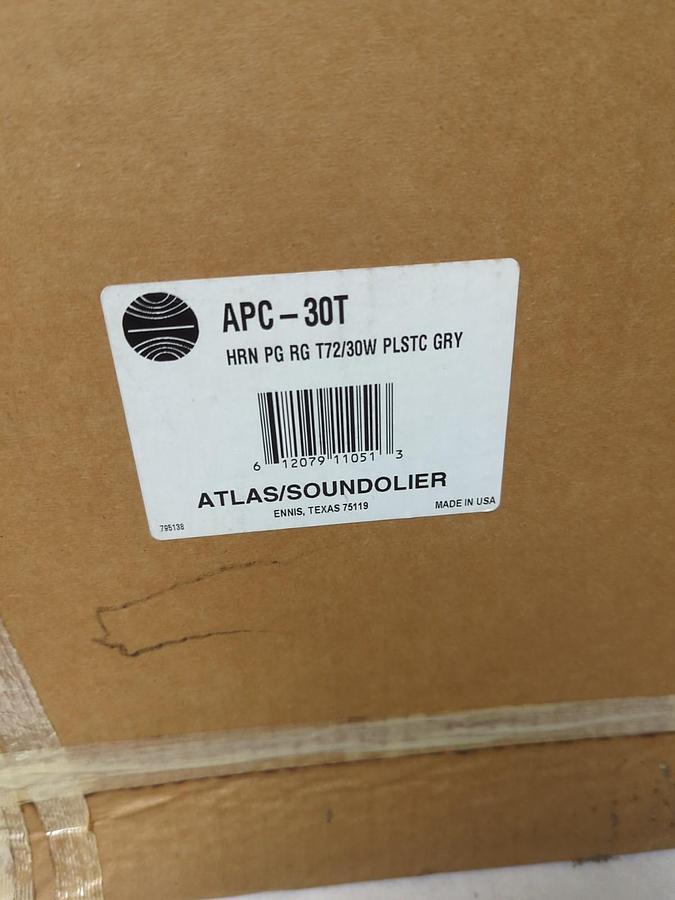 APC-30T
HRN PG RG T72/30W PLSTC GRY
6 12079 11051 3
ATLAS/SOUNDOLIER
ENNIS, TEXAS 75119
MADE IN USA
795138